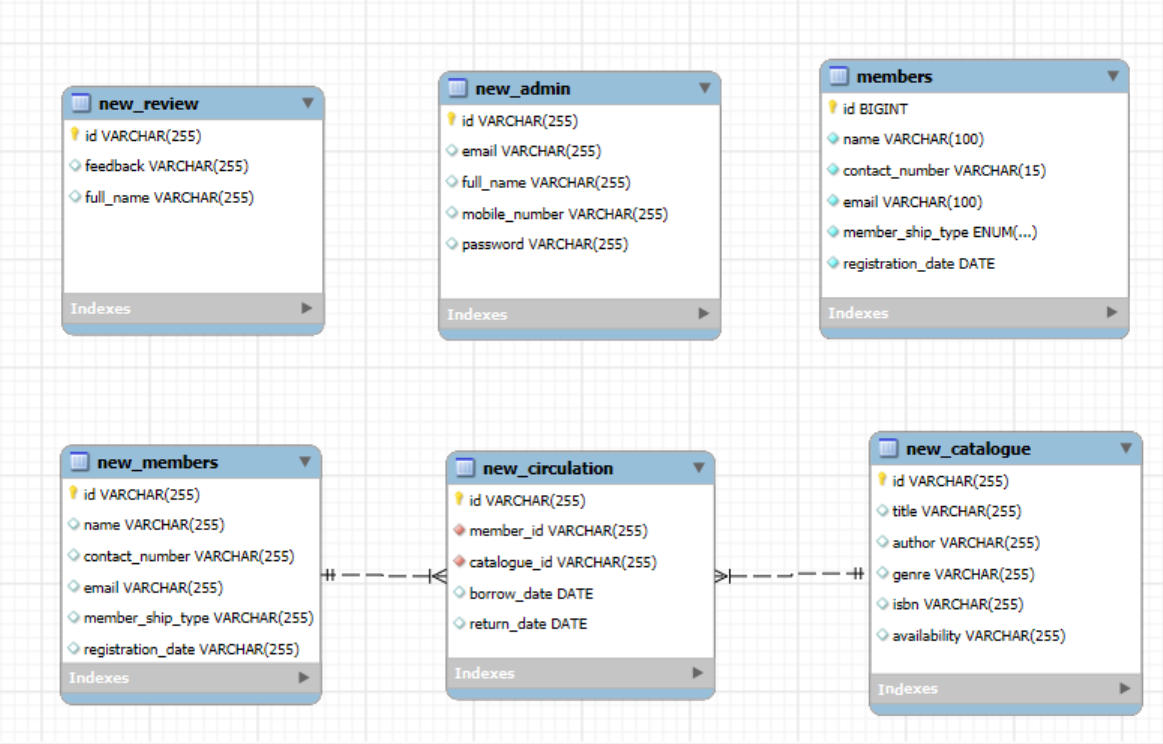 new_review
id VARCHAR(255)
feedback VARCHAR(255)
full_name VARCHAR(255)
Indexes
new_admin
id VARCHAR(255)
email VARCHAR(255)
full_name VARCHAR(255)
mobile_number VARCHAR(255)
password VARCHAR(255)
Indexes
members
id BIGINT
name VARCHAR(100)
contact_number VARCHAR(15)
email VARCHAR(100)
member_ship_type ENUM(...)
registration_date DATE
Indexes
new_members
id VARCHAR(255)
name VARCHAR(255)
contact_number VARCHAR(255)
email VARCHAR(255)
member_ship_type VARCHAR(255)
registration_date VARCHAR(255)
Indexes
new_circulation
id VARCHAR(255)
member_id VARCHAR(255)
catalogue_id VARCHAR(255)
borrow_date DATE
return_date DATE
Indexes
new_catalogue
id VARCHAR(255)
title VARCHAR(255)
author VARCHAR(255)
genre VARCHAR(255)
isbn VARCHAR(255)
availability VARCHAR(255)
Indexes